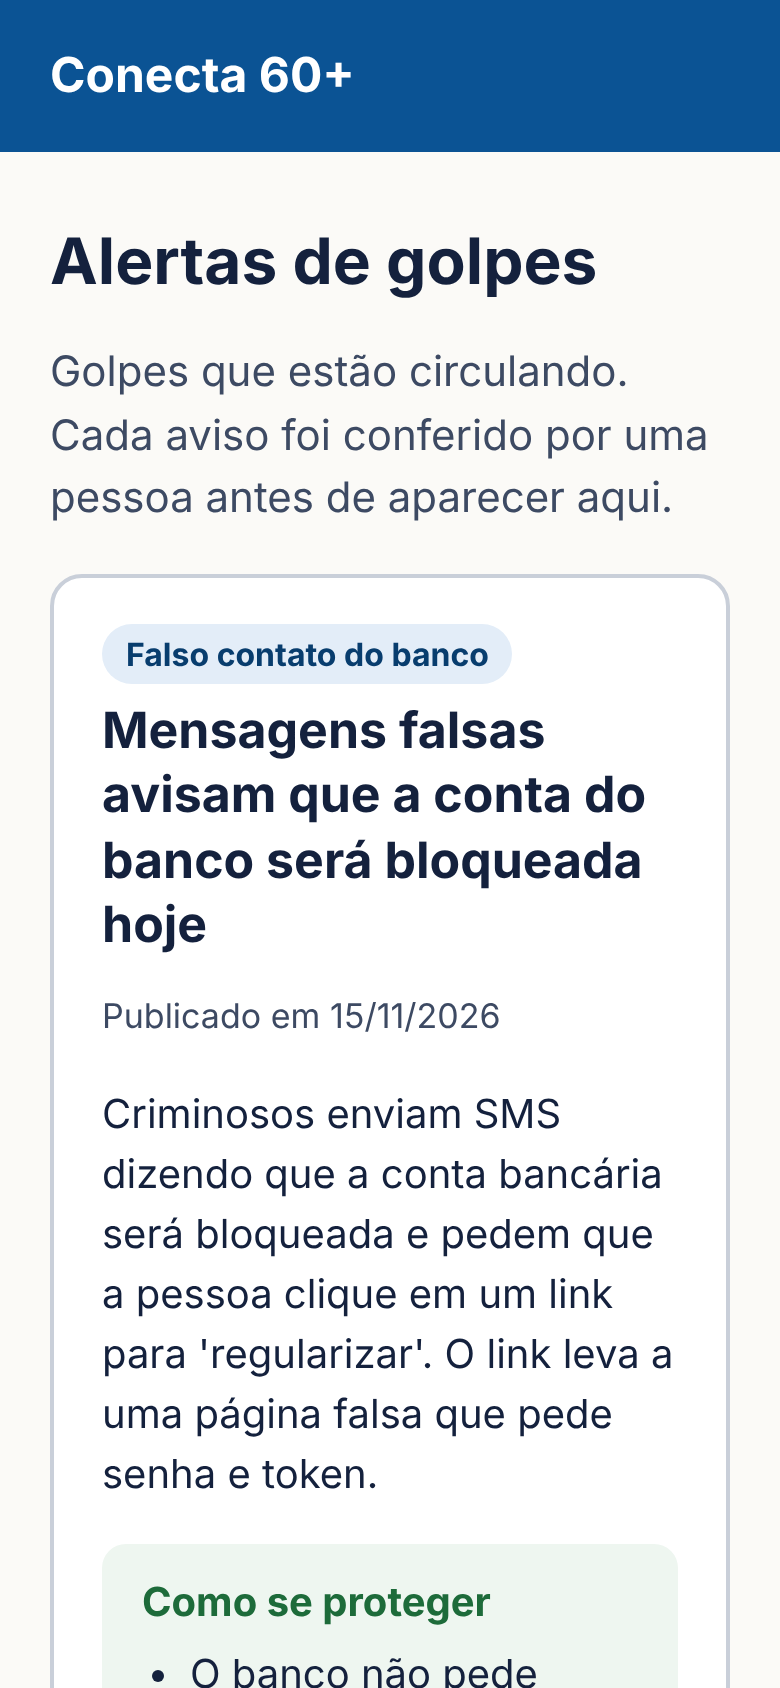 Conecta 60+
Alertas de golpes
Golpes que estão circulando.
Cada aviso foi conferido por uma
pessoa antes de aparecer aqui.
Falso contato do banco
Mensagens falsas
avisam que a conta do
banco será bloqueada
hoje
Publicado em 15/11/2026
Criminosos enviam SMS
dizendo que a conta bancária
será bloqueada e pedem que
a pessoa clique em um link
para 'regularizar'. O link leva a
uma página falsa que pede
senha e token.
Como se proteger
• O banco não pede